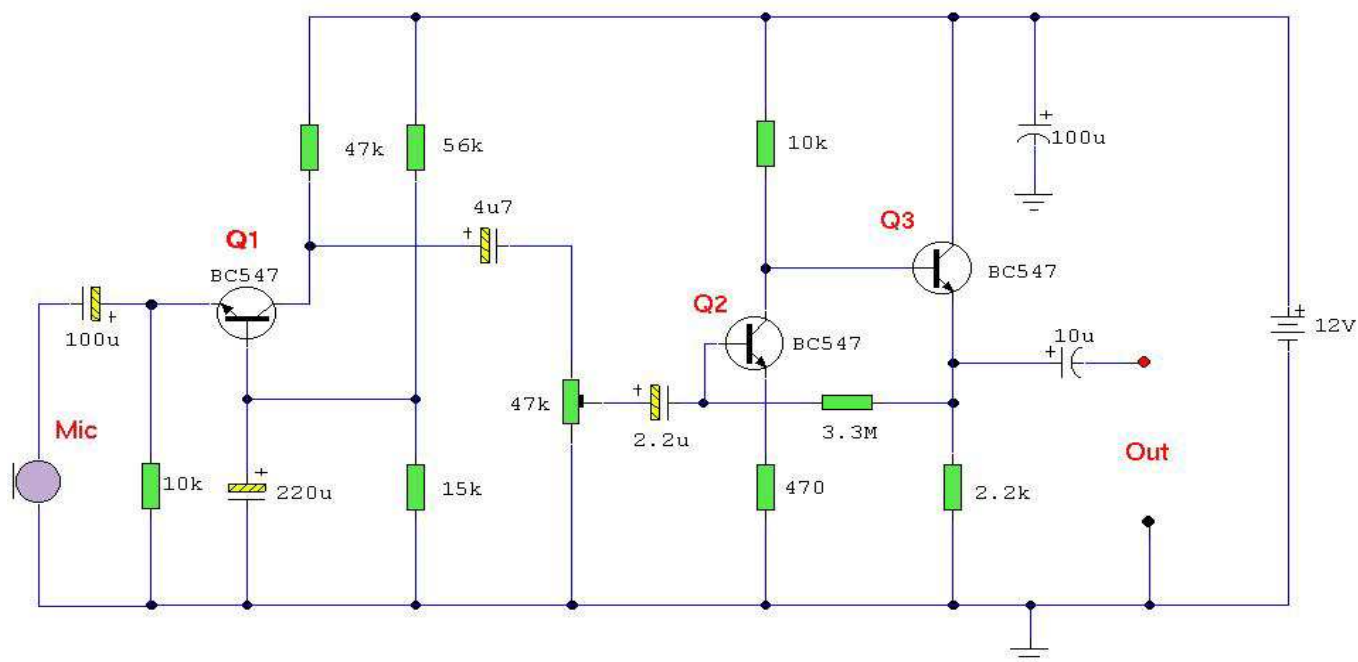 47k
56k
10k
+
100u
4u7
+
Q1
BC547
Q3
BC547
+
100u
Q2
BC547
+
12V
10u
+
47k
+
2.2u
3.3M
Mic
10k
+
220u
15k
470
2.2k
Out